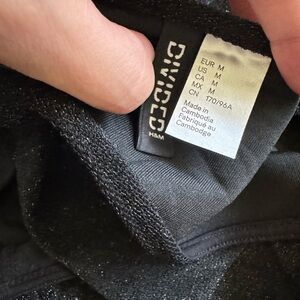 DIVIDED
H&M
EUR M
US M
CA M
MX M
CN 170/96A
Made in
Cambodia
Fabriqué au
Cambodge